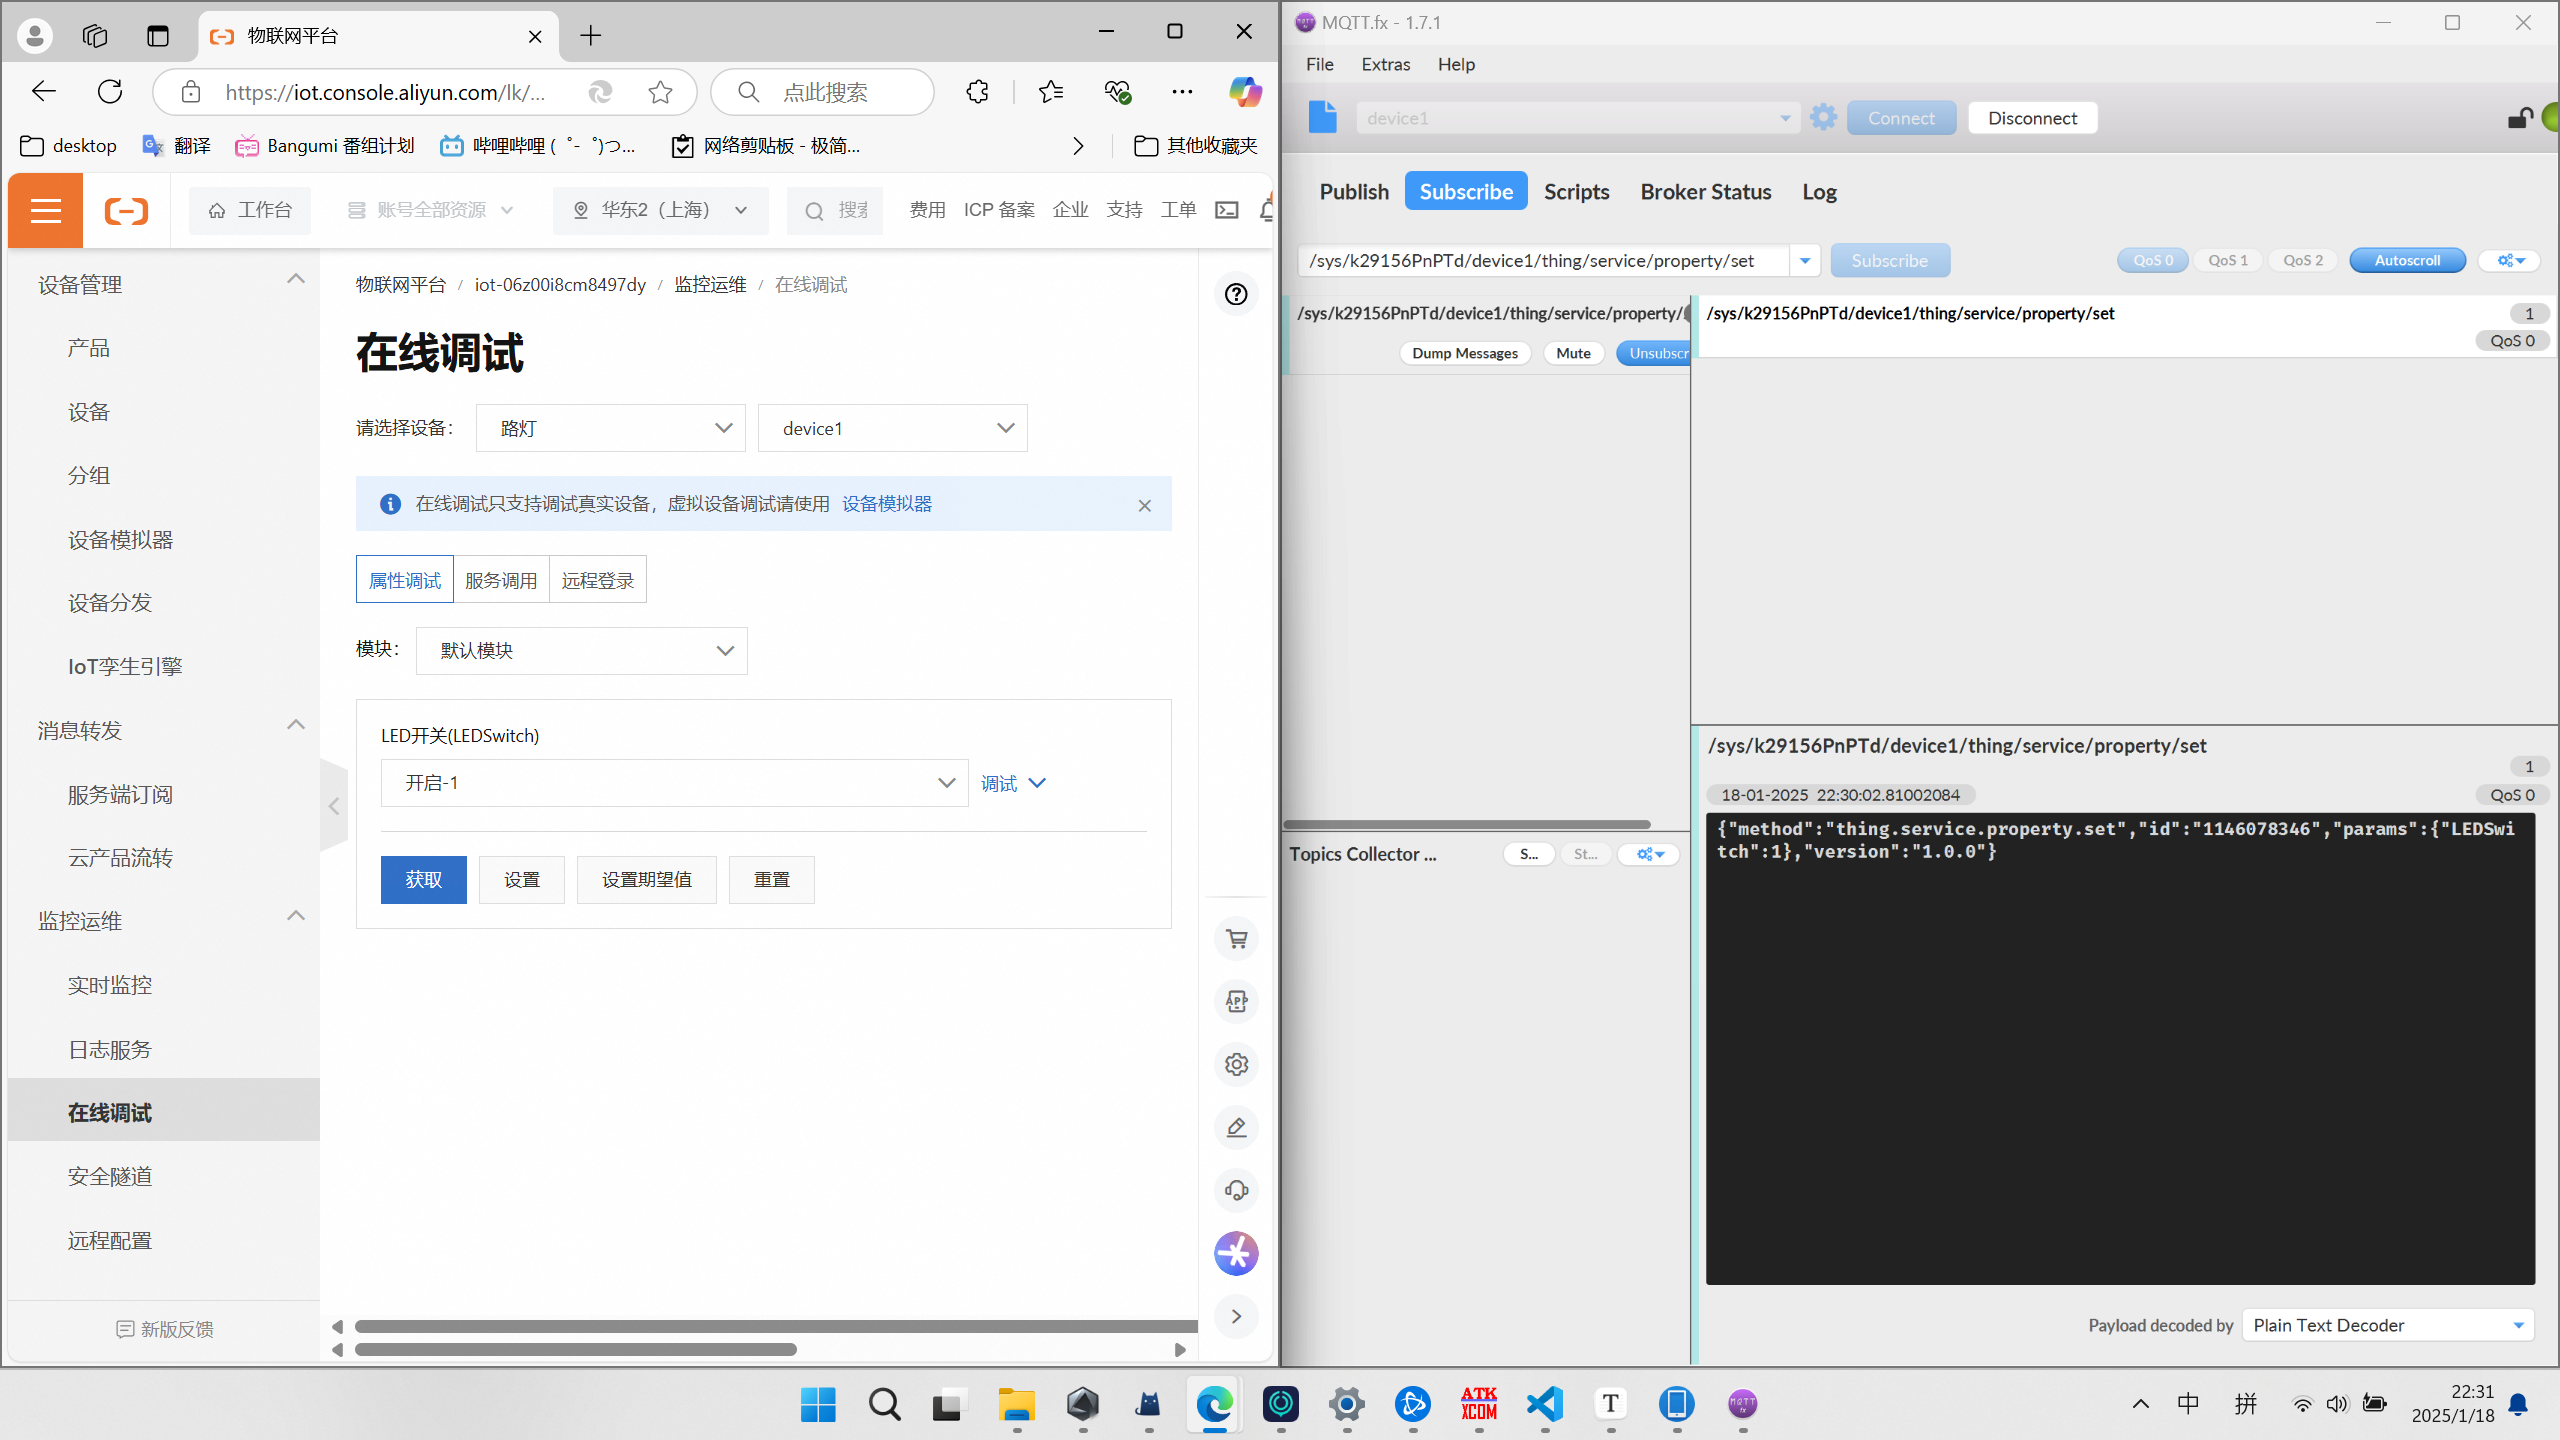 物联网平台
https://iot.console.aliyun.com/lk/...
点此搜索
desktop
翻译
Bangumi 番组计划
哔哩哔哩 ( ゜- ゜)つ...
网络剪贴板 - 极简...
其他收藏夹
工作台
账号全部资源
华东2（上海）
搜索
费用
ICP 备案
企业
支持
工单
设备管理
产品
设备
分组
设备模拟器
设备分发
IoT孪生引擎
消息转发
服务端订阅
云产品流转
监控运维
实时监控
日志服务
在线调试
安全隧道
远程配置
新版反馈
物联网平台 / iot-06z00i8cm8497dy / 监控运维 / 在线调试
在线调试
请选择设备：
路灯
device1
在线调试只支持调试真实设备，虚拟设备调试请使用 设备模拟器
属性调试
服务调用
远程登录
模块：
默认模块
LED开关(LEDSwitch)
开启-1
调试
获取
设置
设置期望值
重置
APP
MQTT.fx - 1.7.1
File
Extras
Help
device1
Connect
Disconnect
Publish
Subscribe
Scripts
Broker Status
Log
/sys/k29156PnPTd/device1/thing/service/property/set
Subscribe
QoS 0
QoS 1
QoS 2
Autoscroll
/sys/k29156PnPTd/device1/thing/service/property/
Dump Messages
Mute
Unsubscr
/sys/k29156PnPTd/device1/thing/service/property/set
1
QoS 0
Topics Collector ...
S...
St...
/sys/k29156PnPTd/device1/thing/service/property/set
1
18-01-2025 22:30:02.81002084
QoS 0
{"method":"thing.service.property.set","id":"1146078346","params":{"LEDSwi
tch":1},"version":"1.0.0"}
Payload decoded by
Plain Text Decoder
ATK
XCOM
T
MQTT
fx
中
拼
22:31
2025/1/18